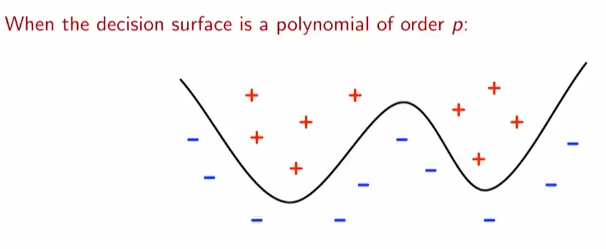 When the decision surface is a polynomial of order p: